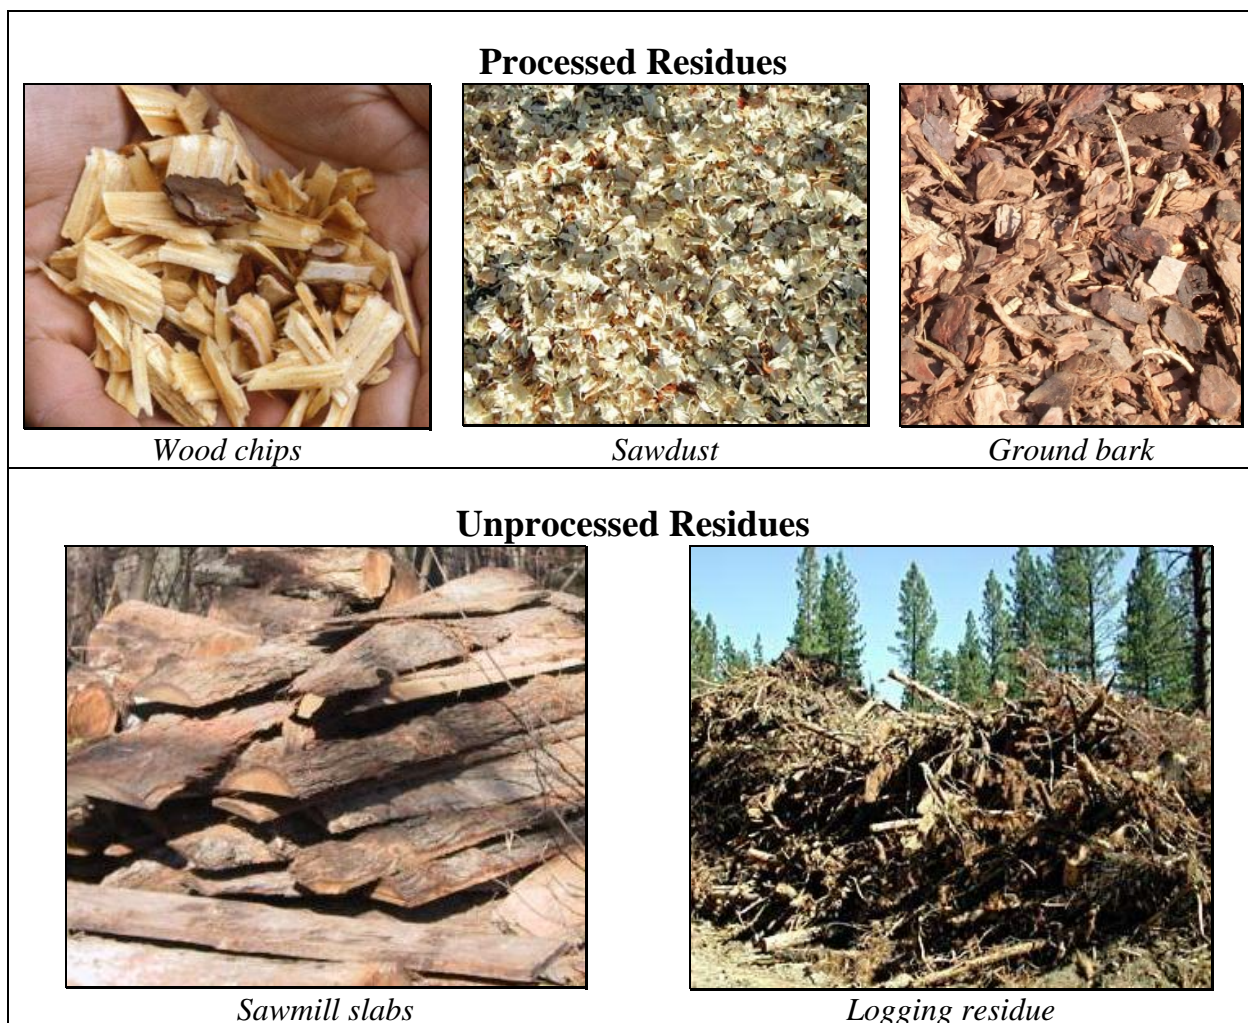 Processed Residues
Wood chips
Sawdust
Ground bark
Unprocessed Residues
Sawmill slabs
Logging residue